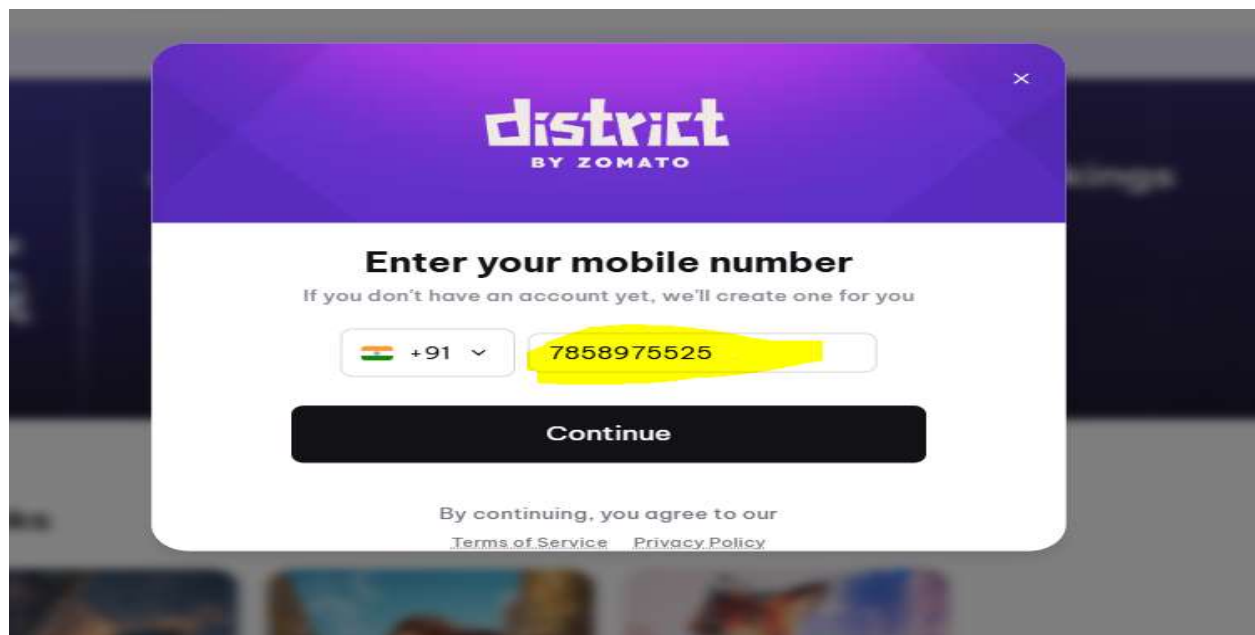 district
BY ZOMATO
kings
Enter your mobile number
If you don't have an account yet, we'll create one for you
+91 7858975525
Continue
By continuing, you agree to our
Terms of Service Privacy Policy